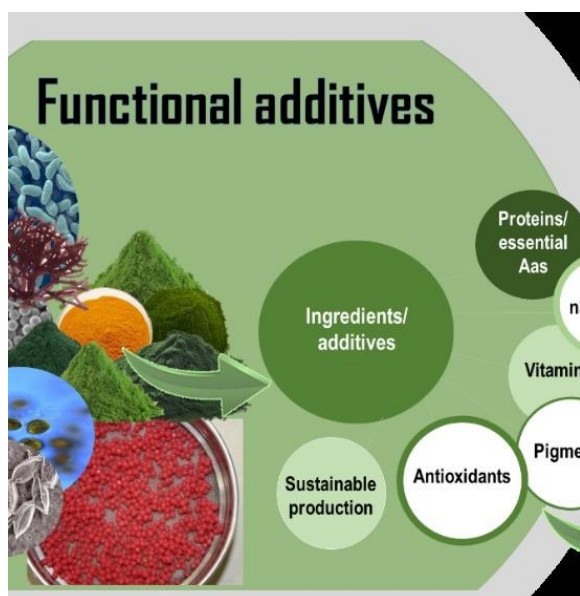 Functional additives
Proteins/
essential
Aas
Ingredients/
additives
Sustainable
production
Antioxidants